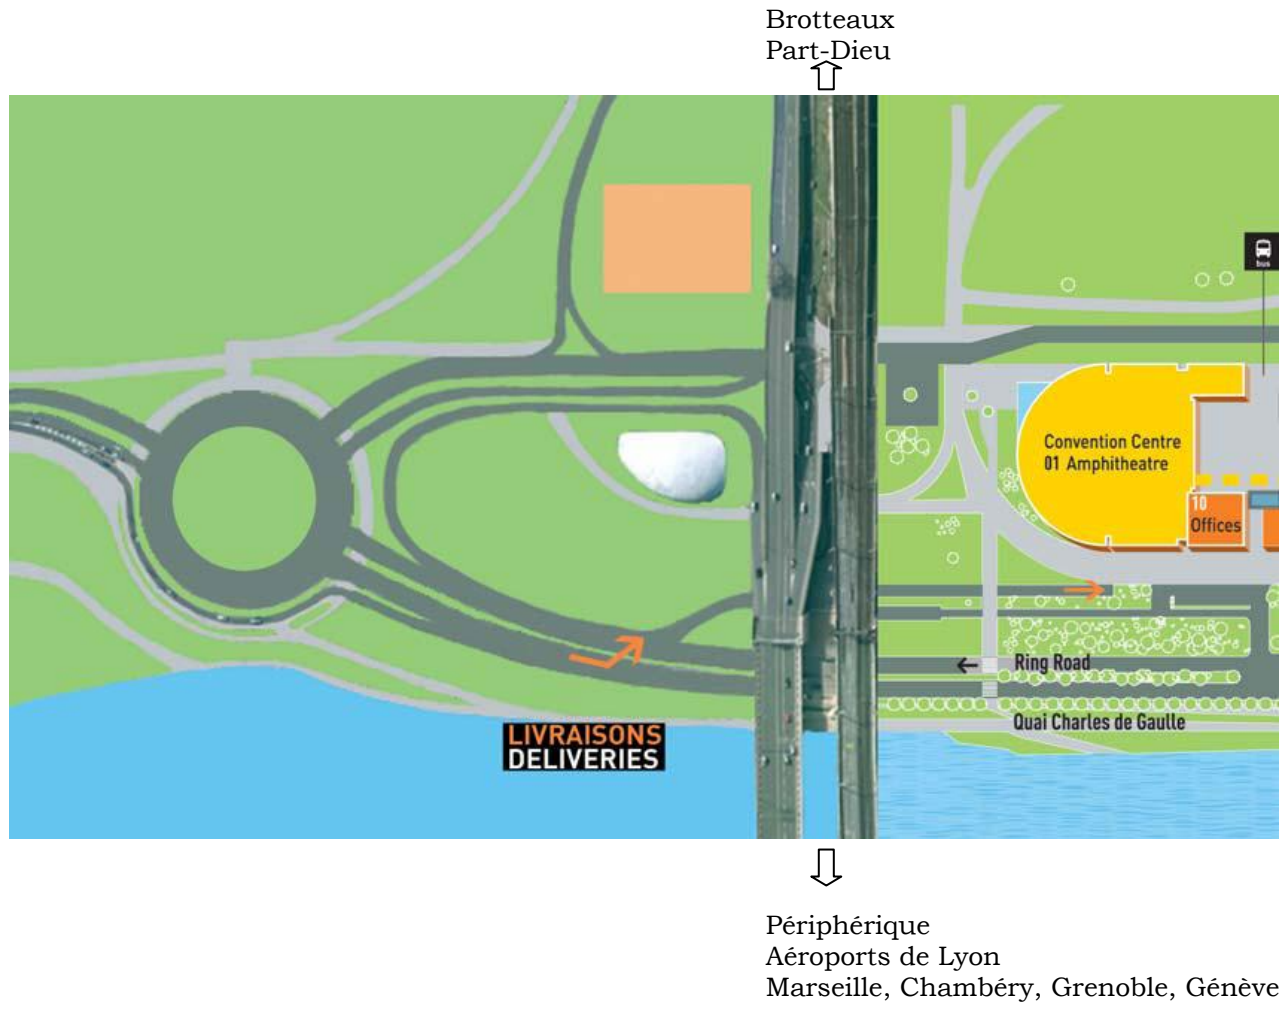 Brotteaux
Part-Dieu
bus
Convention Centre
01 Amphitheatre
10
Offices
Ring Road
Quai Charles de Gaulle
LIVRAISONS
DELIVERIES
Périphérique
Aéroports de Lyon
Marseille, Chambéry, Grenoble, Génève